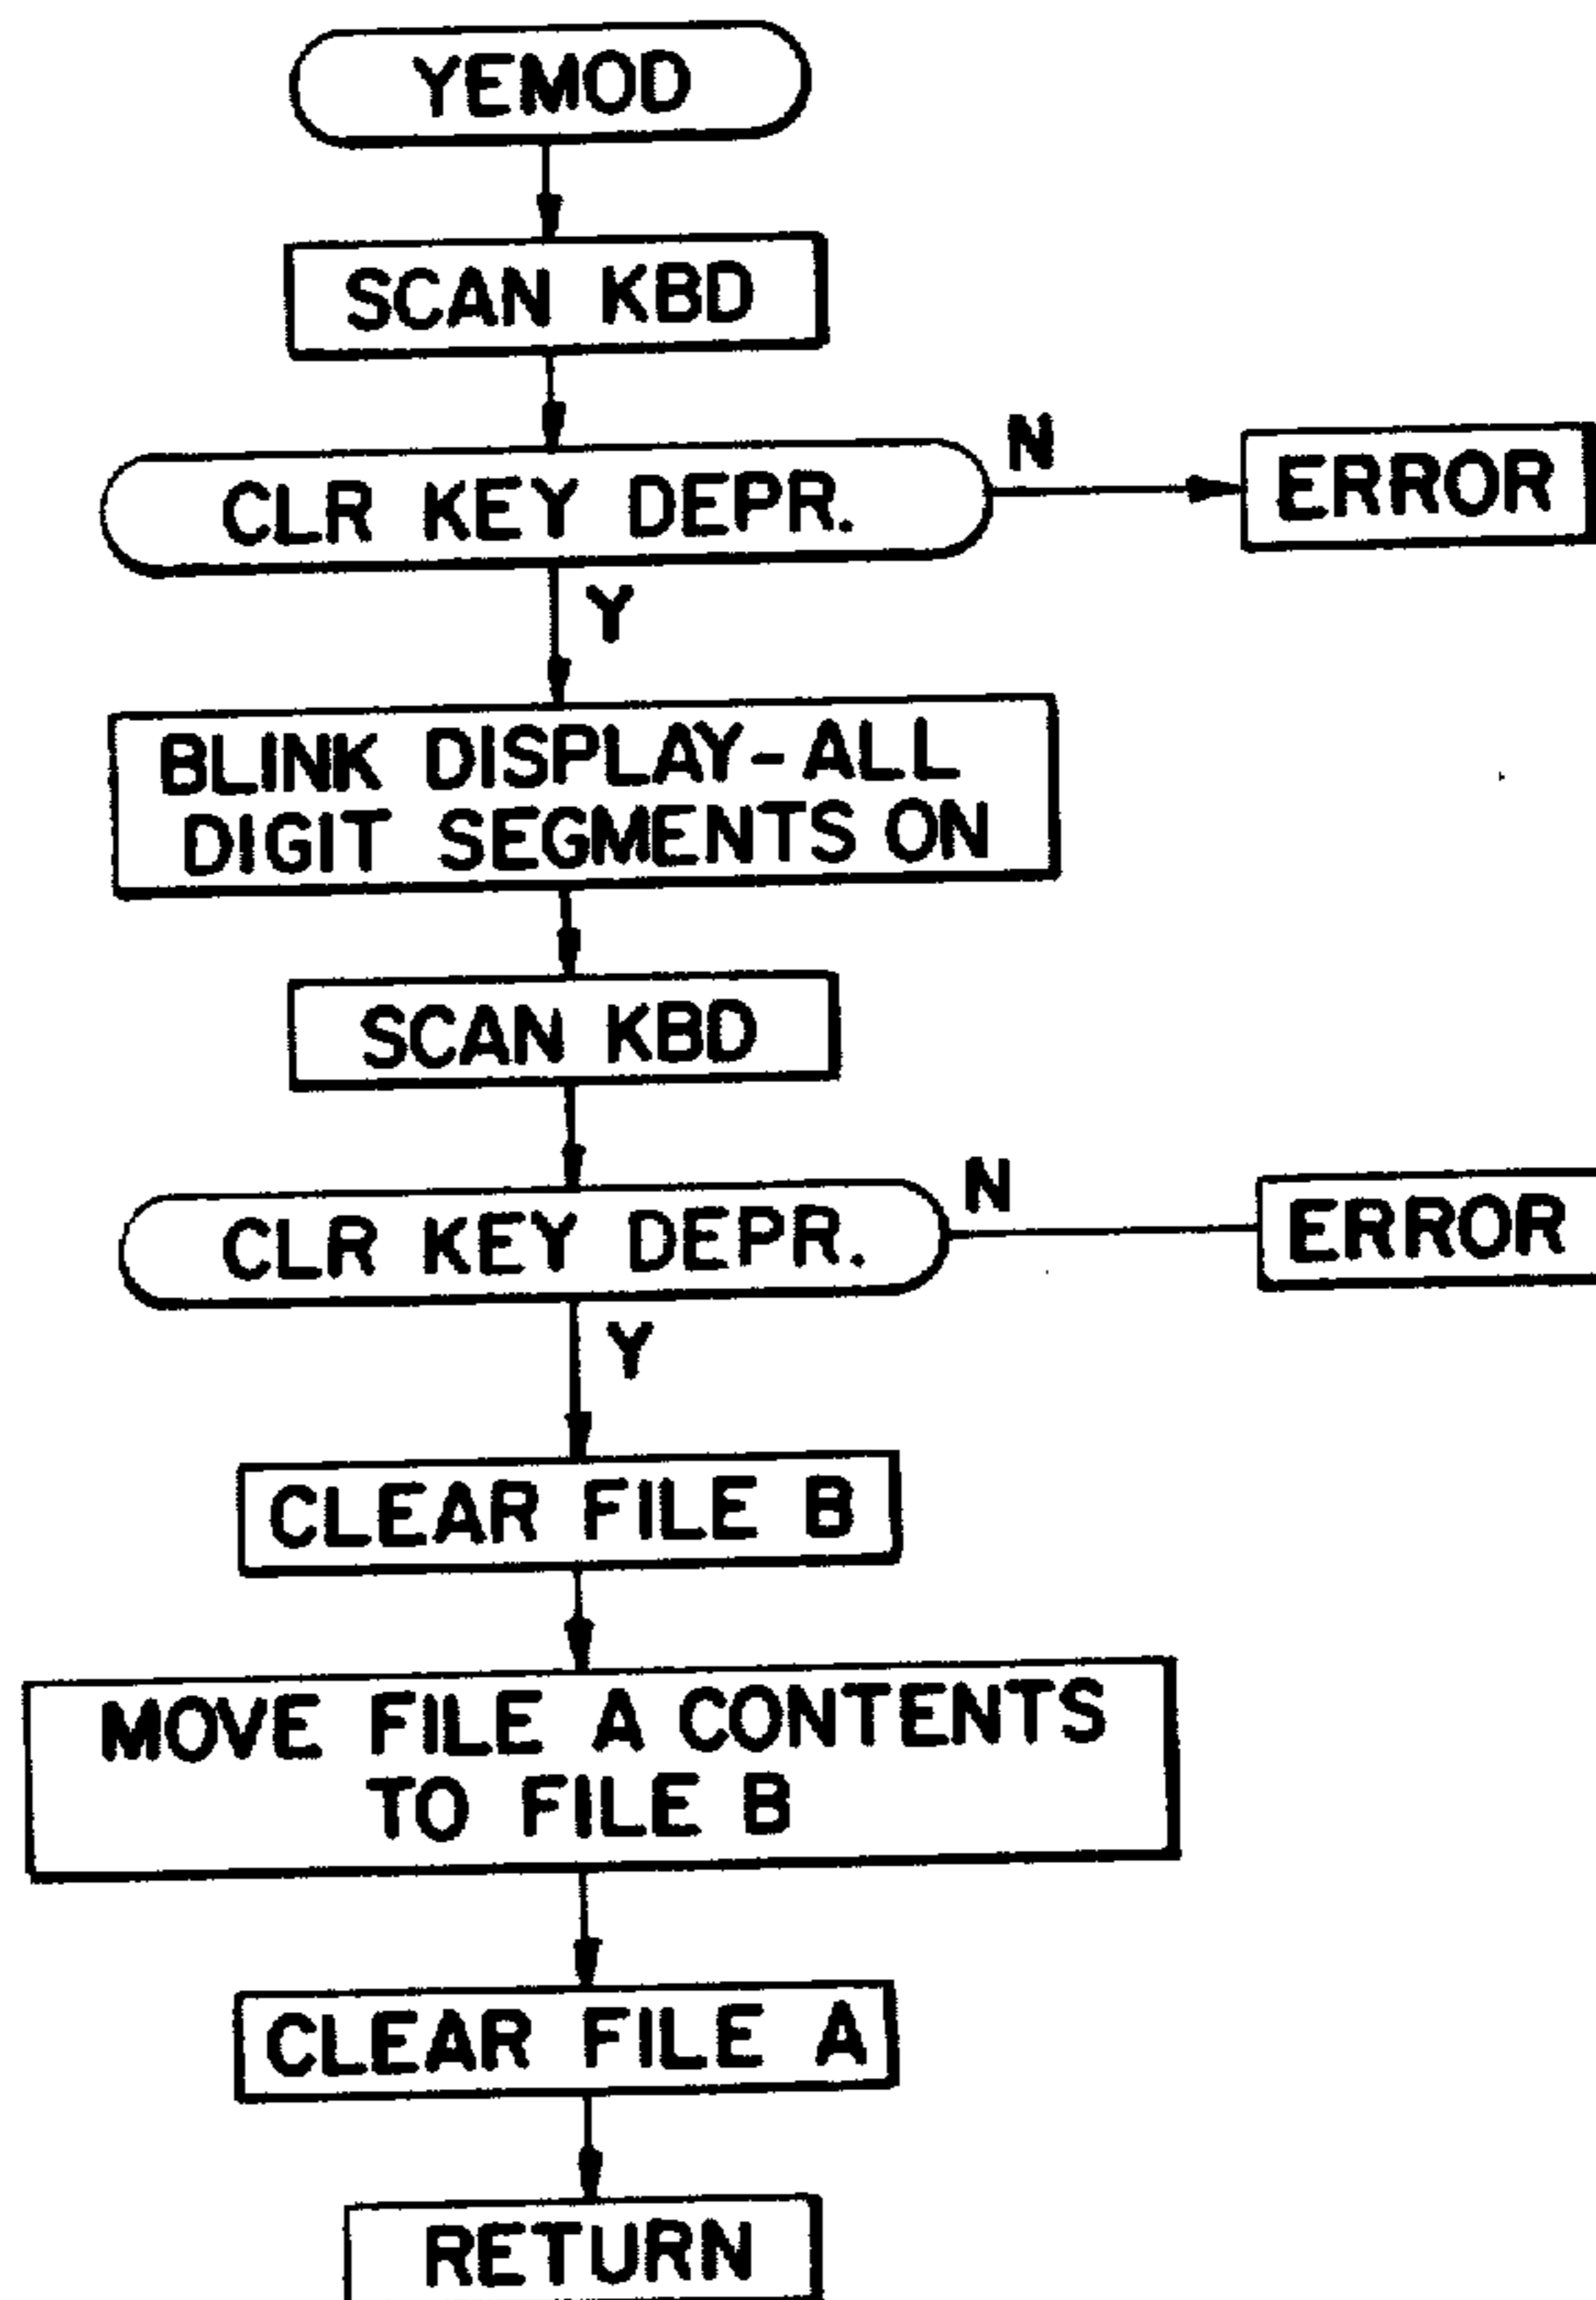 YEMOD
SCAN KBD
CLR KEY DEPR.
N
ERROR
Y
BLINK DISPLAY-ALL
DIGIT SEGMENTS ON
SCAN KBD
CLR KEY DEPR.
N
ERROR
Y
CLEAR FILE B
MOVE FILE A CONTENTS
TO FILE B
CLEAR FILE A
RETURN